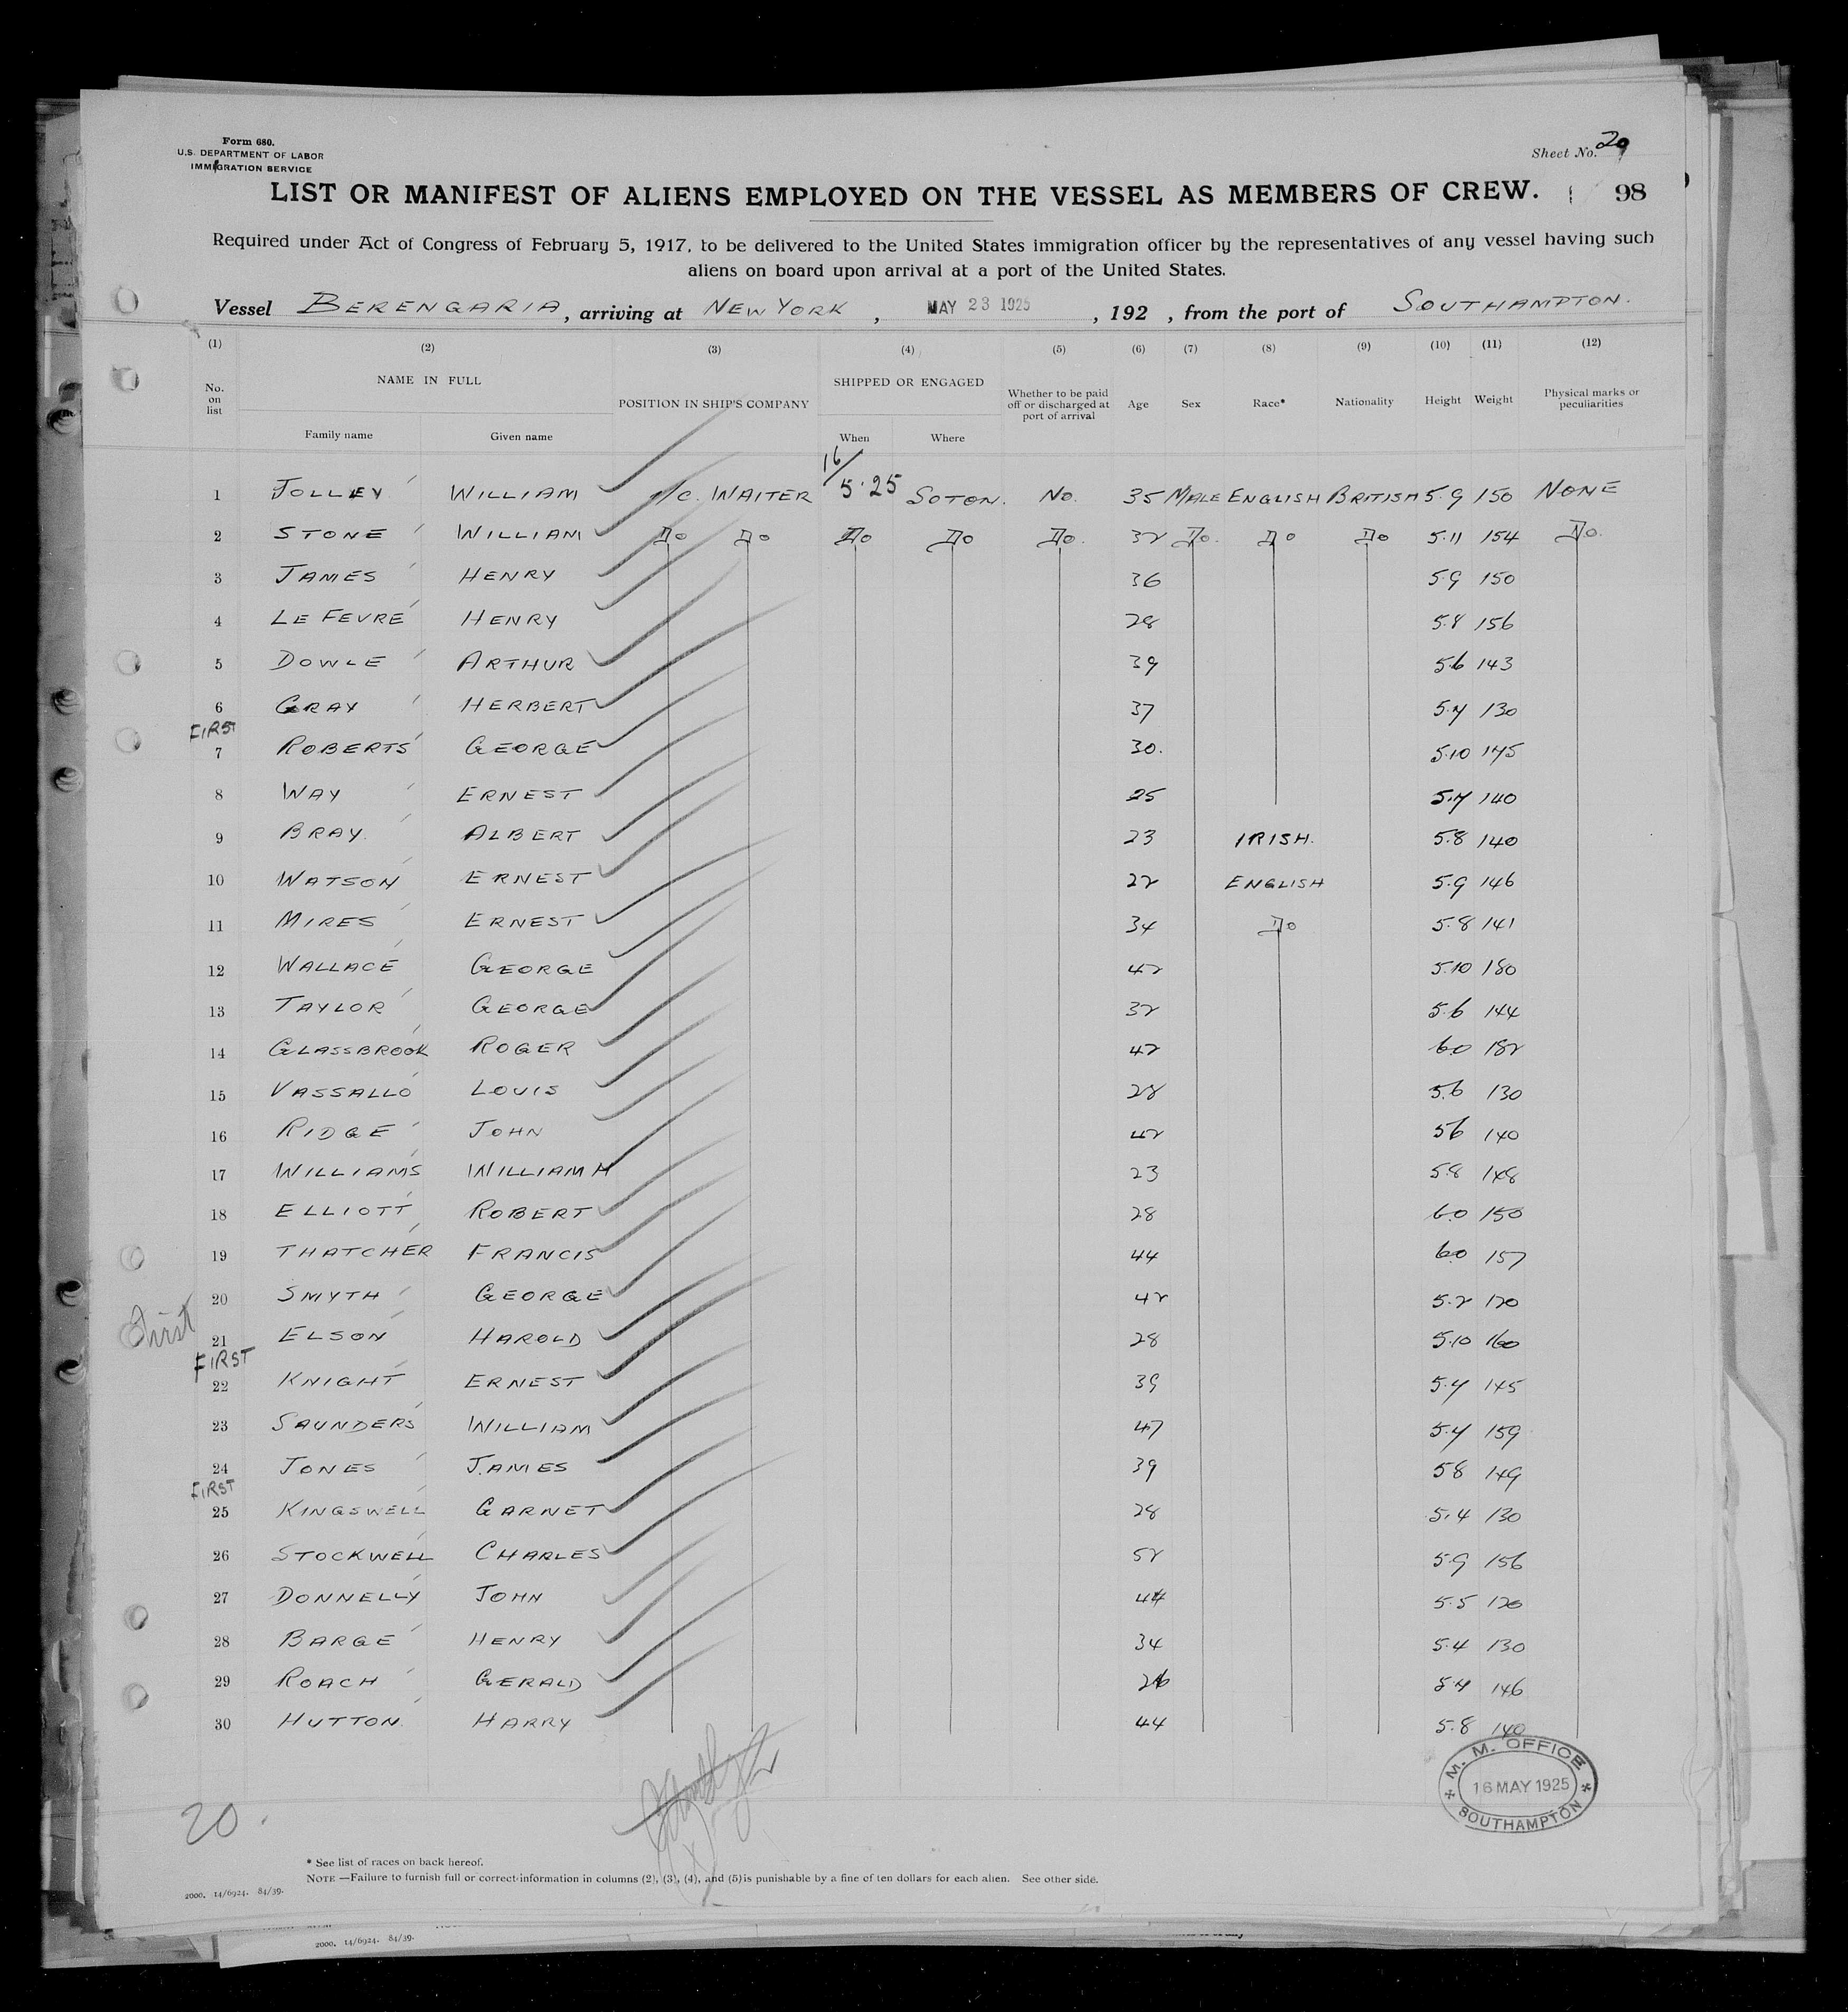 Form 680.
U.S. DEPARTMENT OF LABOR
IMMIGRATION SERVICE
Sheet No. 20
LIST OR MANIFEST OF ALIENS EMPLOYED ON THE VESSEL AS MEMBERS OF CREW. 98
Required under Act of Congress of February 5, 1917, to be delivered to the United States immigration officer by the representatives of any vessel having such
aliens on board upon arrival at a port of the United States.
Vessel BERENGARIA, arriving at NEW YORK, MAY 23 1925, 192 , from the port of SOUTHAMPTON.
(1) (2) (3) (4) (5) (6) (7) (8) (9) (10) (11) (12)
No. on list NAME IN FULL POSITION IN SHIP'S COMPANY SHIPPED OR ENGAGED Whether to be paid off or discharged at port of arrival Age Sex Race* Nationality Height Weight Physical marks or peculiarities
Family name Given name When Where
1 JOLLEY WILLIAM WAITER 16/5.25 SOTON. No. 35 MALE ENGLISH BRITISH 5.9 150 NONE
2 STONE WILLIAM Do Do Do Do Do. 32 Do. Do Do 5.11 154 Do.
3 JAMES HENRY 36 5.9 150
4 LE FEVRE HENRY 28 5.8 156
5 DOWLE ARTHUR 39 5.6 143
6 GRAY HERBERT 37 5.7 130
FIRST
7 ROBERTS GEORGE 30. 5.10 145
8 WAY ERNEST 25 5.7 140
9 BRAY. ALBERT 23 IRISH. 5.8 140
10 WATSON ERNEST 22 ENGLISH 5.9 146
11 MIRES ERNEST 34 Do 5.8 141
12 WALLACE GEORGE 42 5.10 180
13 TAYLOR GEORGE 32 5.6 144
14 GLASSBROOK ROGER 42 6.0 182
15 VASSALLO LOUIS 28 5.6 130
16 RIDGE JOHN 42 5.6 140
17 WILLIAMS WILLIAM H 23 5.8 148
18 ELLIOTT ROBERT 28 6.0 150
19 THATCHER FRANCIS 44 6.0 157
20 SMYTH GEORGE 42 5.2 120
First
21 ELSON HAROLD 28 5.10 160
FIRST
22 KNIGHT ERNEST 39 5.7 145
23 SAUNDERS WILLIAM 47 5.7 159
24 JONES JAMES 39 5.8 149
FIRST
25 KINGSWELL GARNET 28 5.4 130
26 STOCKWELL CHARLES 52 5.9 156
27 DONNELLY JOHN 44 5.5 120
28 BARGE HENRY 34 5.4 130
29 ROACH GERALD 26 146
30 HUTTON. HARRY 44 5.8 140
M. M. OFFICE
16 MAY 1925
SOUTHAMPTON
20.
* See list of races on back hereof.
NOTE —Failure to furnish full or correct information in columns (2), (3), (4), and (5) is punishable by a fine of ten dollars for each alien. See other side.
2000. 14/6924. 84/39.
2000. 14/6924. 84/39.